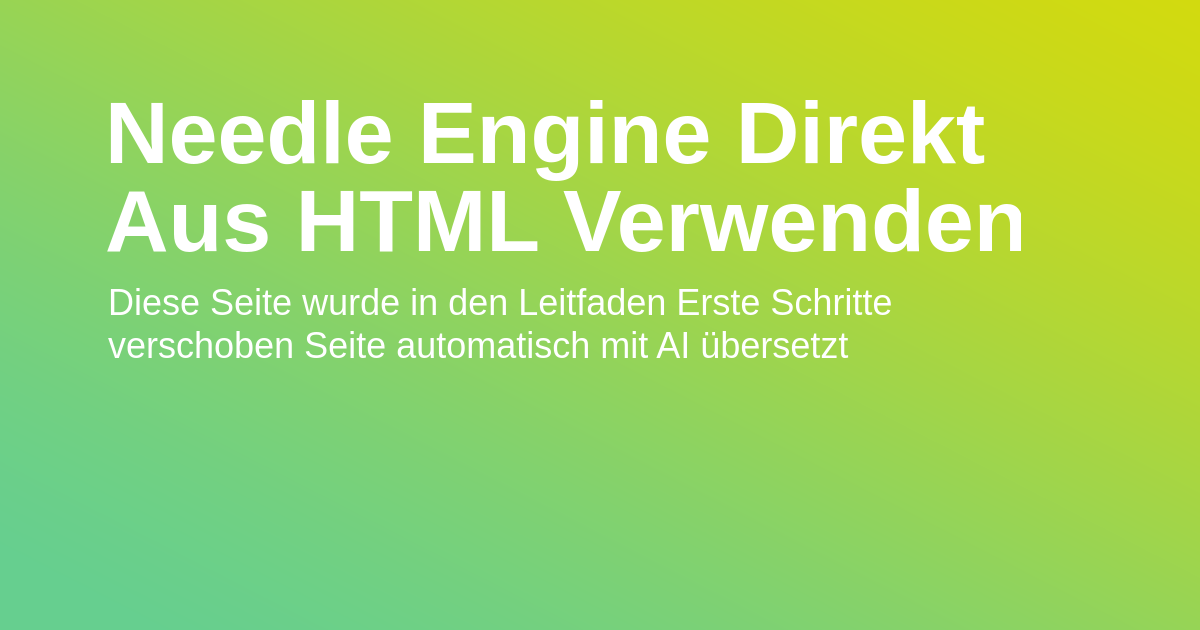 Needle Engine Direkt
Aus HTML Verwenden
Diese Seite wurde in den Leitfaden Erste Schritte
verschoben Seite automatisch mit AI übersetzt